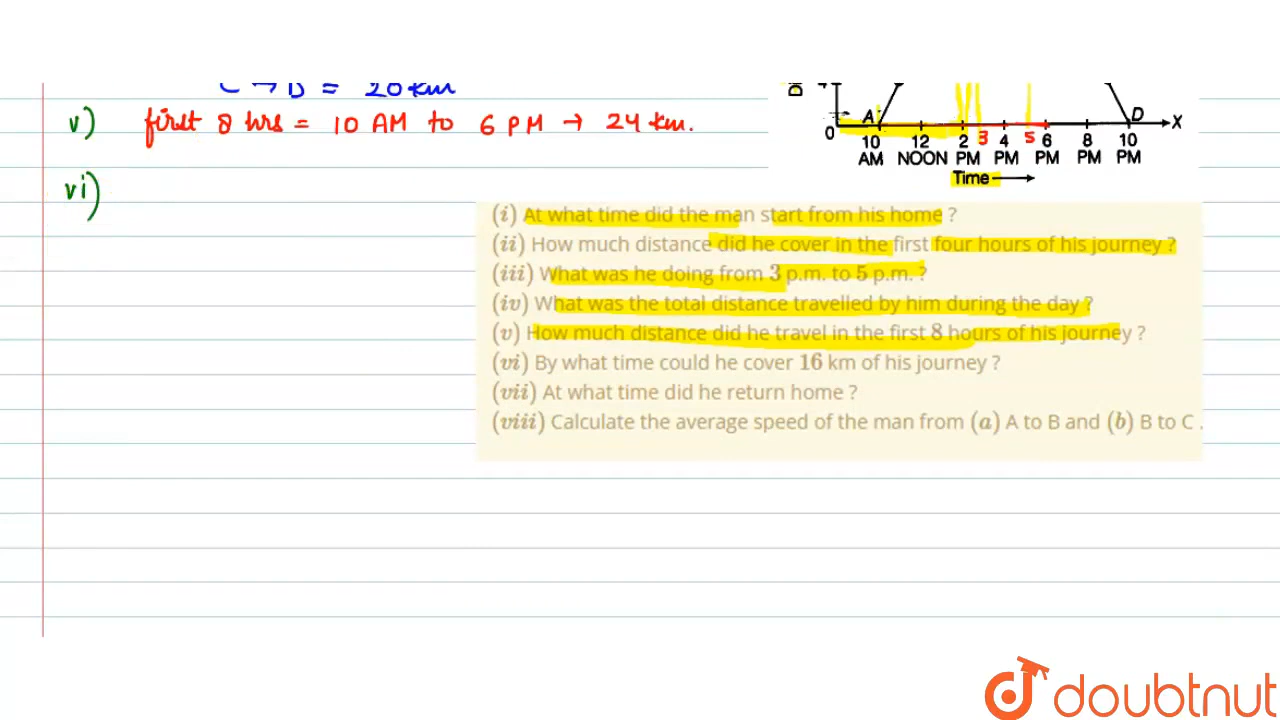 C → D = 20 km
v) first 8 hrs = 10 AM to 6 PM → 24 km.
vi)
4
A
D
X
0
10 12 2 3 4 5 6 8 10
AM NOON PM PM PM PM PM
Time →
(i) At what time did the man start from his home ?
(ii) How much distance did he cover in the first four hours of his journey ?
(iii) What was he doing from 3 p.m. to 5 p.m. ?
(iv) What was the total distance travelled by him during the day ?
(v) How much distance did he travel in the first 8 hours of his journey ?
(vi) By what time could he cover 16 km of his journey ?
(vii) At what time did he return home ?
(viii) Calculate the average speed of the man from (a) A to B and (b) B to C .
doubtnut